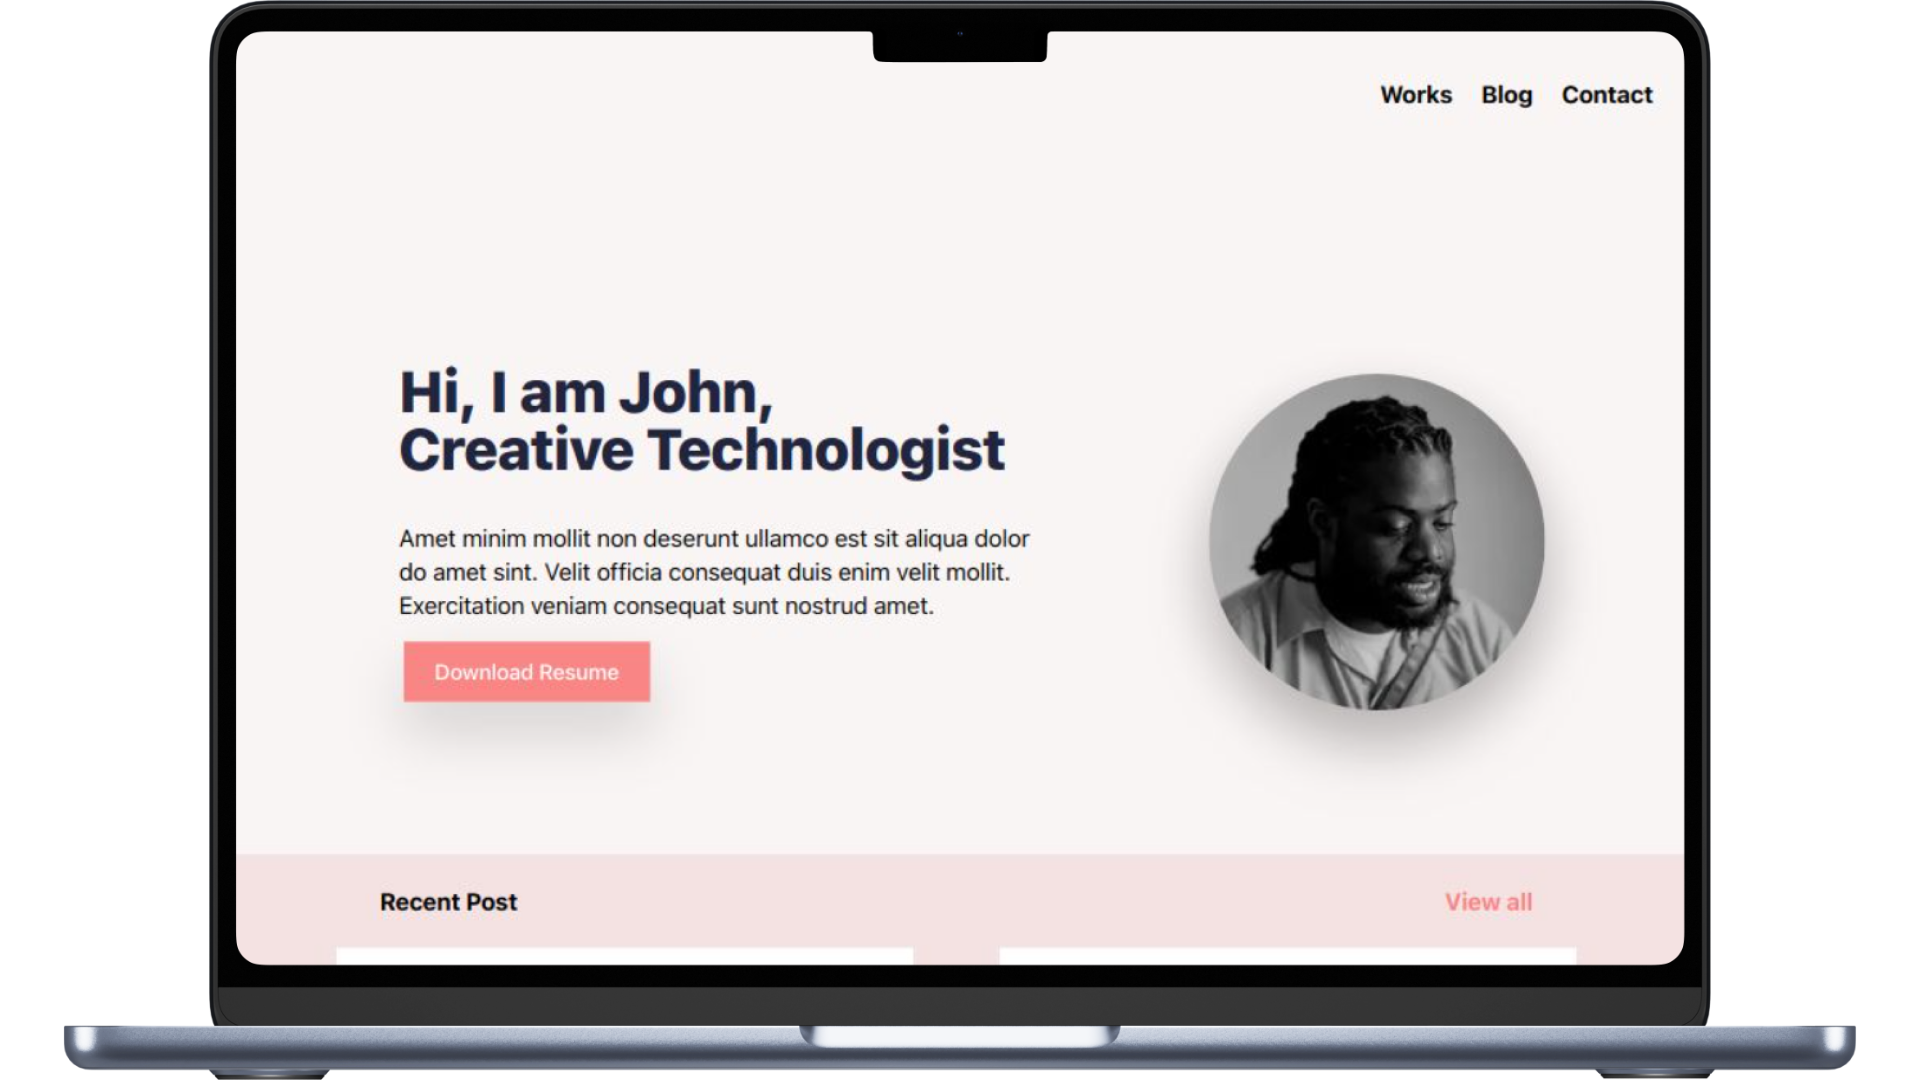 Works Blog Contact
Hi, I am John,
Creative Technologist
Amet minim mollit non deserunt ullamco est sit aliqua dolor
do amet sint. Velit officia consequat duis enim velit mollit.
Exercitation veniam consequat sunt nostrud amet.
Download Resume
Recent Post View all